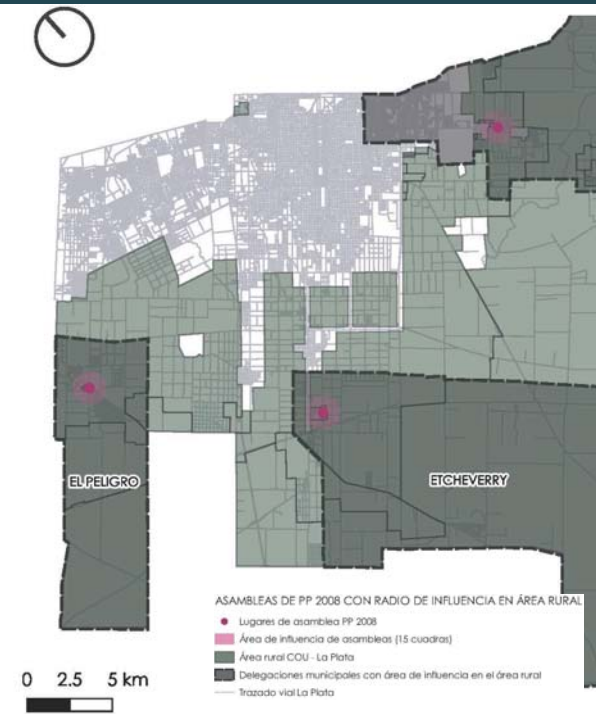 EL PELIGRO
ETCHEVERRY
ASAMBLEAS DE PP 2008 CON RADIO DE INFLUENCIA EN ÁREA RURAL
Lugares de asamblea PP 2008
Área de influencia de asambleas (15 cuadras)
Área rural COU - La Plata
Delegaciones municipales con área de influencia en el área rural
Trazado vial La Plata
0 2.5 5 km